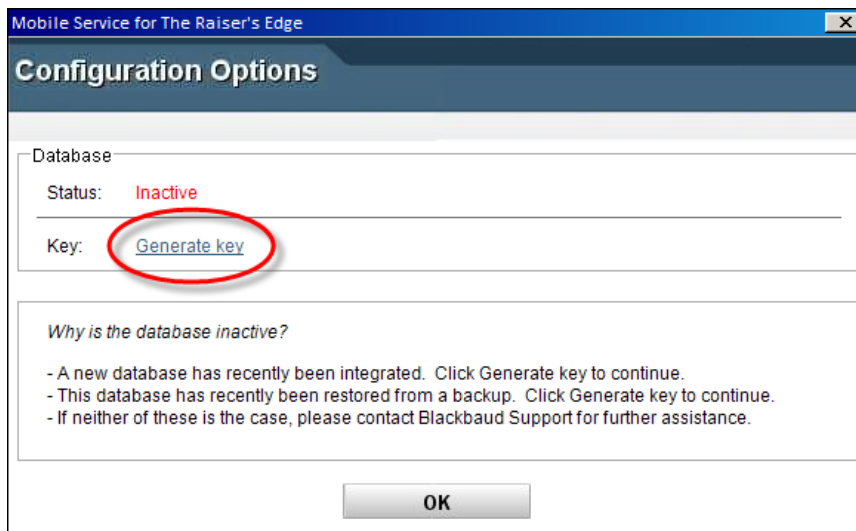 Mobile Service for The Raiser's Edge
Configuration Options
Database
Status: Inactive
Key: Generate key
Why is the database inactive?
- A new database has recently been integrated.  Click Generate key to continue.
- This database has recently been restored from a backup.  Click Generate key to continue.
- If neither of these is the case, please contact Blackbaud Support for further assistance.
OK